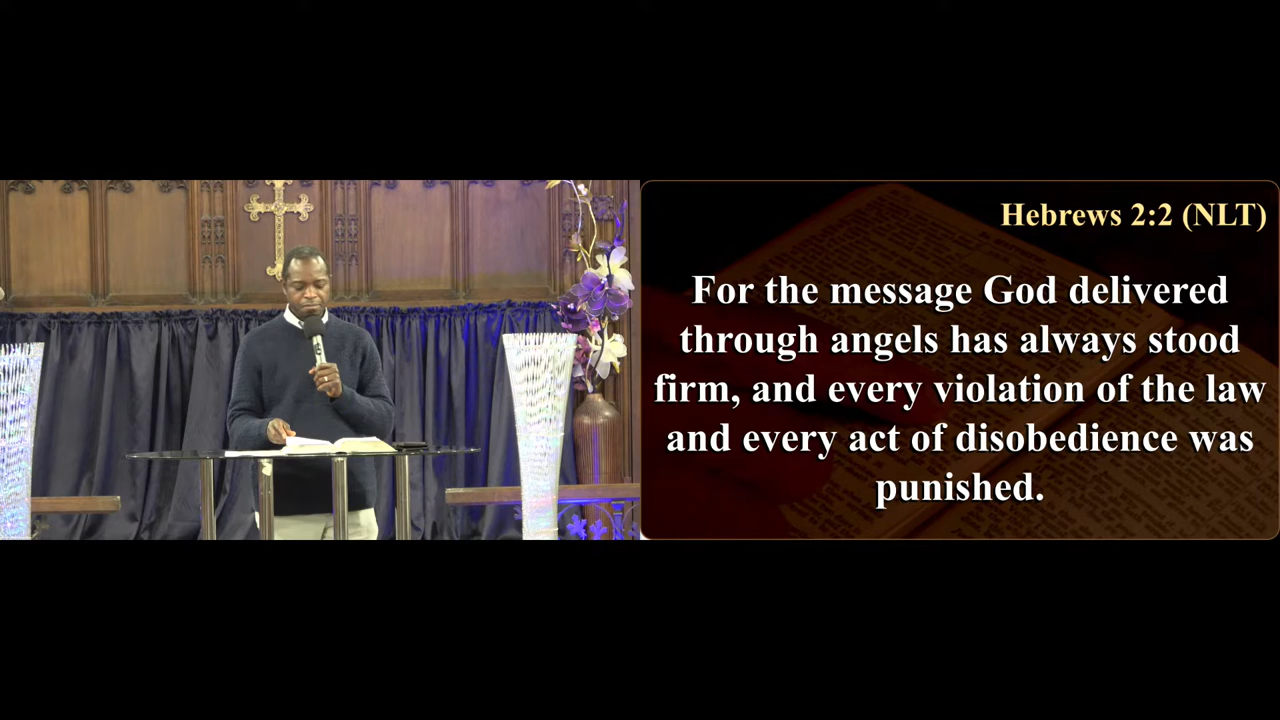 Hebrews 2:2 (NLT)
For the message God delivered
through angels has always stood
firm, and every violation of the law
and every act of disobedience was
punished.